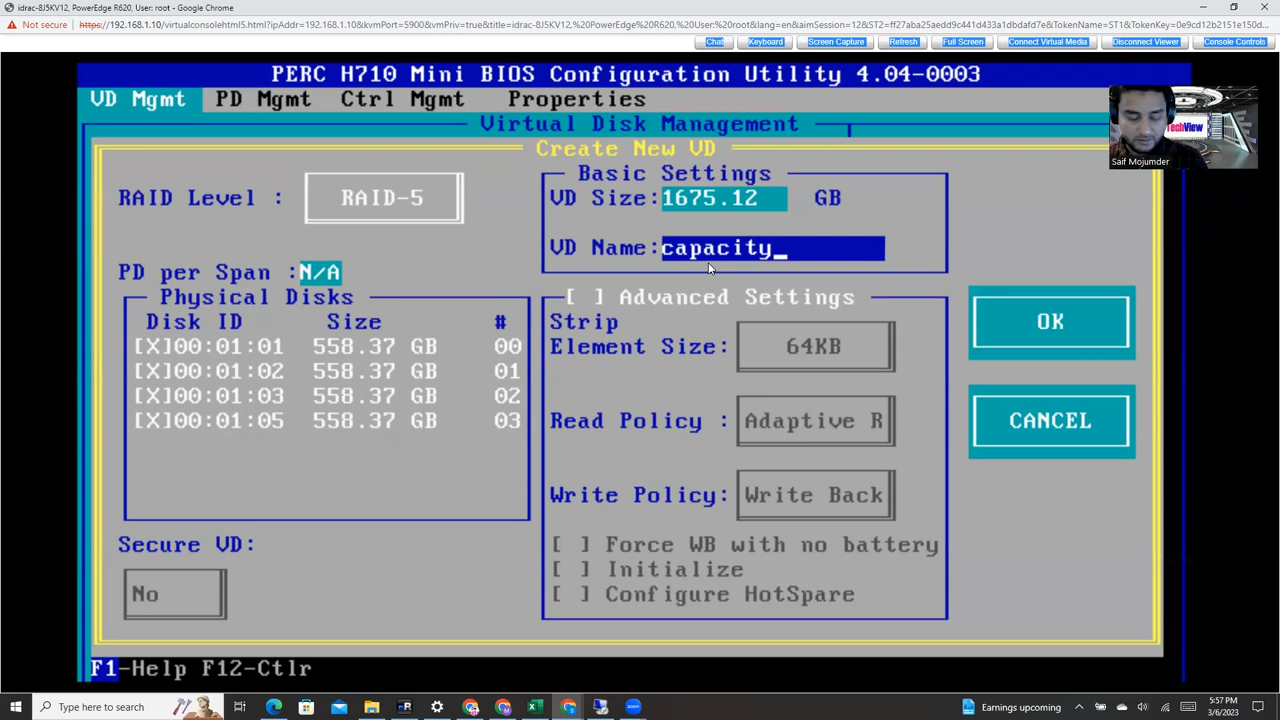 idrac-8J5KV12, PowerEdge R620, User: root - Google Chrome
Not secure | https://192.168.1.10/virtualconsolehtml5.html?ipAddr=192.168.1.10&kvmPort=5900&kvmPriv=true&title=idrac-8J5KV12,%20PowerEdge%20R620,%20User:%20root&lang=en&aimSession=12&ST2=ff27aba25aedd9c441d433a1dbdafd7e&TokenName=ST1&TokenKey=0e9cd12b2151e150d...
Chat Keyboard Screen Capture Refresh Full Screen Connect Virtual Media Disconnect Viewer Console Controls
PERC H710 Mini BIOS Configuration Utility 4.04-0003
VD Mgmt PD Mgmt Ctrl Mgmt Properties
Virtual Disk Management
TechView
Saif Mojumder
Create New VD
RAID Level : RAID-5
Basic Settings
VD Size:1675.12 GB
VD Name:capacity_
PD per Span :N/A
Physical Disks
Disk ID Size #
[X]00:01:01 558.37 GB 00
[X]00:01:02 558.37 GB 01
[X]00:01:03 558.37 GB 02
[X]00:01:05 558.37 GB 03
Secure VD:
No
[ ] Advanced Settings
Strip
Element Size: 64KB
Read Policy : Adaptive R
Write Policy: Write Back
[ ] Force WB with no battery
[ ] Initialize
[ ] Configure HotSpare
OK
CANCEL
F1-Help F12-Ctlr
Type here to search
Earnings upcoming
5:57 PM
3/6/2023